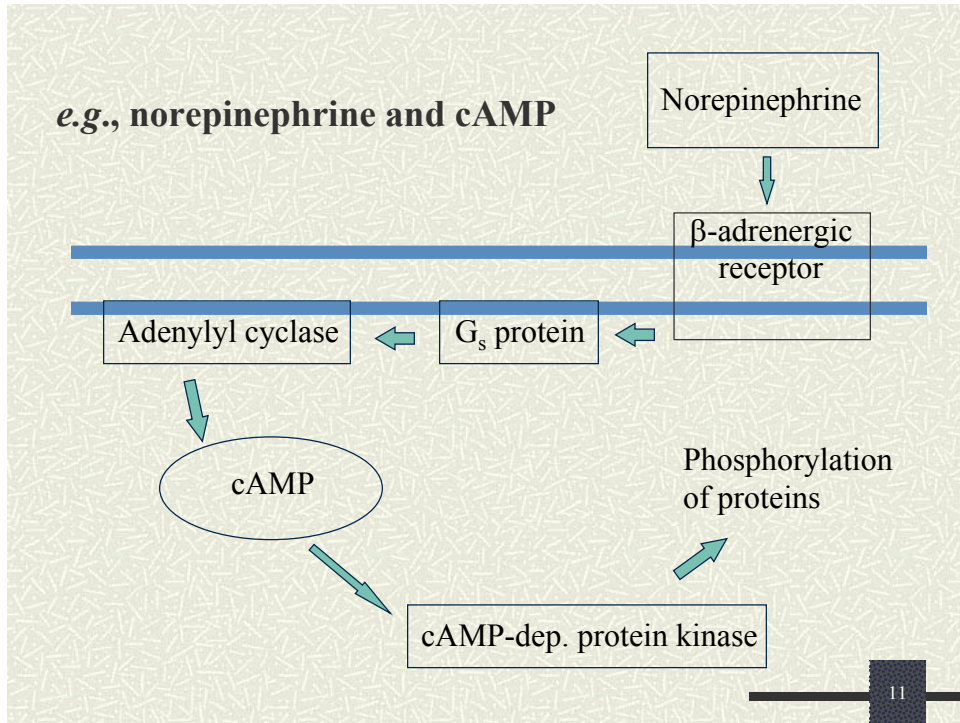 e.g., norepinephrine and cAMP
Norepinephrine
β-adrenergic
receptor
Gs protein
Adenylyl cyclase
cAMP
cAMP-dep. protein kinase
Phosphorylation
of proteins
11